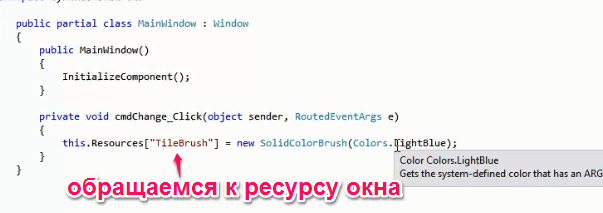 public partial class MainWindow : Window
{
public MainWindow()
{
InitializeComponent();
}
private void cmdChange_Click(object sender, RoutedEventArgs e)
{
this.Resources["TileBrush"] = new SolidColorBrush(Colors.LightBlue);
}
}
Color Colors.LightBlue
Gets the system-defined color that has an ARG
обращаемся к ресурсу окна